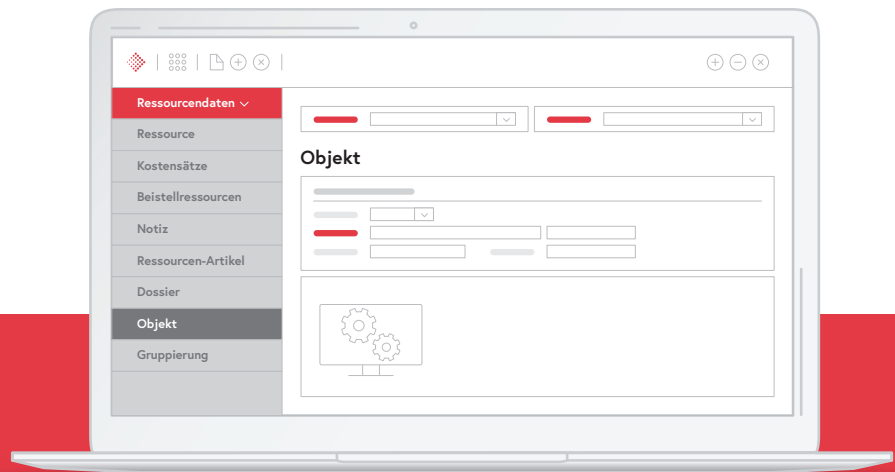 Ressourcendaten
Ressource
Kostensätze
Beistellressourcen
Notiz
Ressourcen-Artikel
Dossier
Objekt
Gruppierung
Objekt